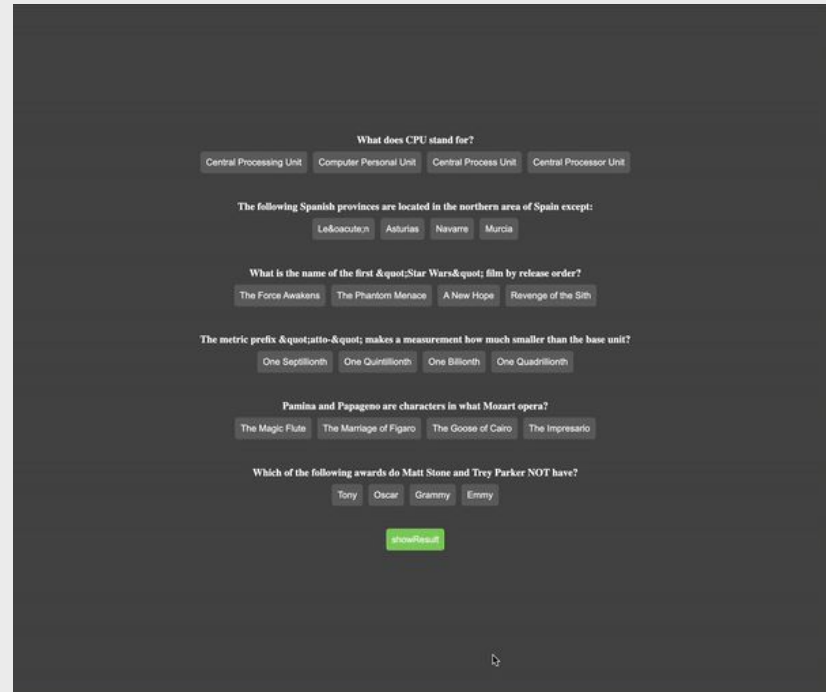 What does CPU stand for?
Central Processing Unit Computer Personal Unit Central Process Unit Central Processor Unit
The following Spanish provinces are located in the northern area of Spain except:
Le&oacute;n Asturias Navarre Murcia
What is the name of the first &quot;Star Wars&quot; film by release order?
The Force Awakens The Phantom Menace A New Hope Revenge of the Sith
The metric prefix &quot;atto-&quot; makes a measurement how much smaller than the base unit?
One Septillionth One Quintillionth One Billionth One Quadrillionth
Pamina and Papageno are characters in what Mozart opera?
The Magic Flute The Marriage of Figaro The Goose of Cairo The Impresario
Which of the following awards do Matt Stone and Trey Parker NOT have?
Tony Oscar Grammy Emmy
showResult